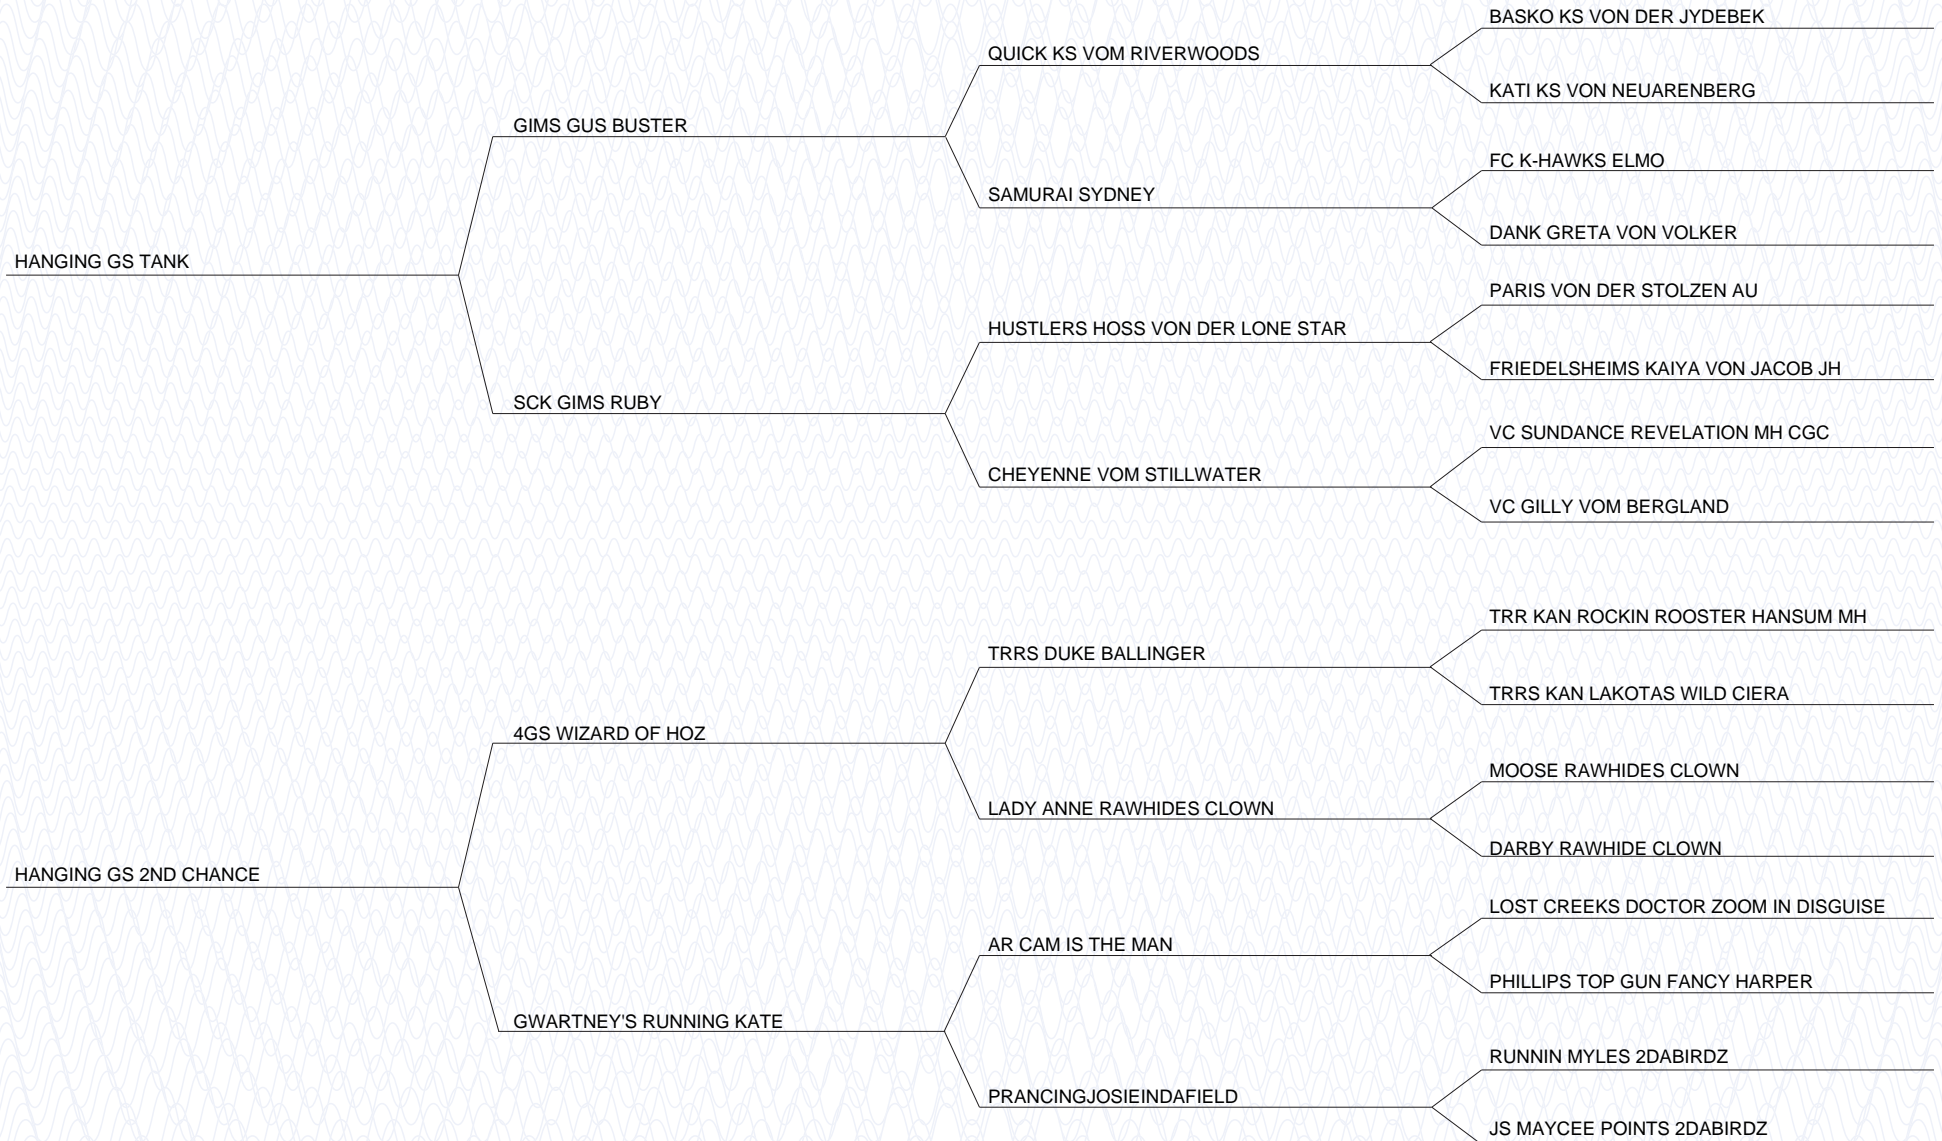 BASKO KS VON DER JYDEBEK
QUICK KS VOM RIVERWOODS
KATI KS VON NEUARENBERG
GIMS GUS BUSTER
FC K-HAWKS ELMO
SAMURAI SYDNEY
DANK GRETA VON VOLKER
HANGING GS TANK
PARIS VON DER STOLZEN AU
HUSTLERS HOSS VON DER LONE STAR
FRIEDELSHEIMS KAIYA VON JACOB JH
SCK GIMS RUBY
VC SUNDANCE REVELATION MH CGC
CHEYENNE VOM STILLWATER
VC GILLY VOM BERGLAND
TRR KAN ROCKIN ROOSTER HANSUM MH
TRRS DUKE BALLINGER
TRRS KAN LAKOTAS WILD CIERA
4GS WIZARD OF HOZ
MOOSE RAWHIDES CLOWN
LADY ANNE RAWHIDES CLOWN
DARBY RAWHIDE CLOWN
HANGING GS 2ND CHANCE
LOST CREEKS DOCTOR ZOOM IN DISGUISE
AR CAM IS THE MAN
PHILLIPS TOP GUN FANCY HARPER
GWARTNEY'S RUNNING KATE
RUNNIN MYLES 2DABIRDZ
PRANCINGJOSIEINDAFIELD
JS MAYCEE POINTS 2DABIRDZ